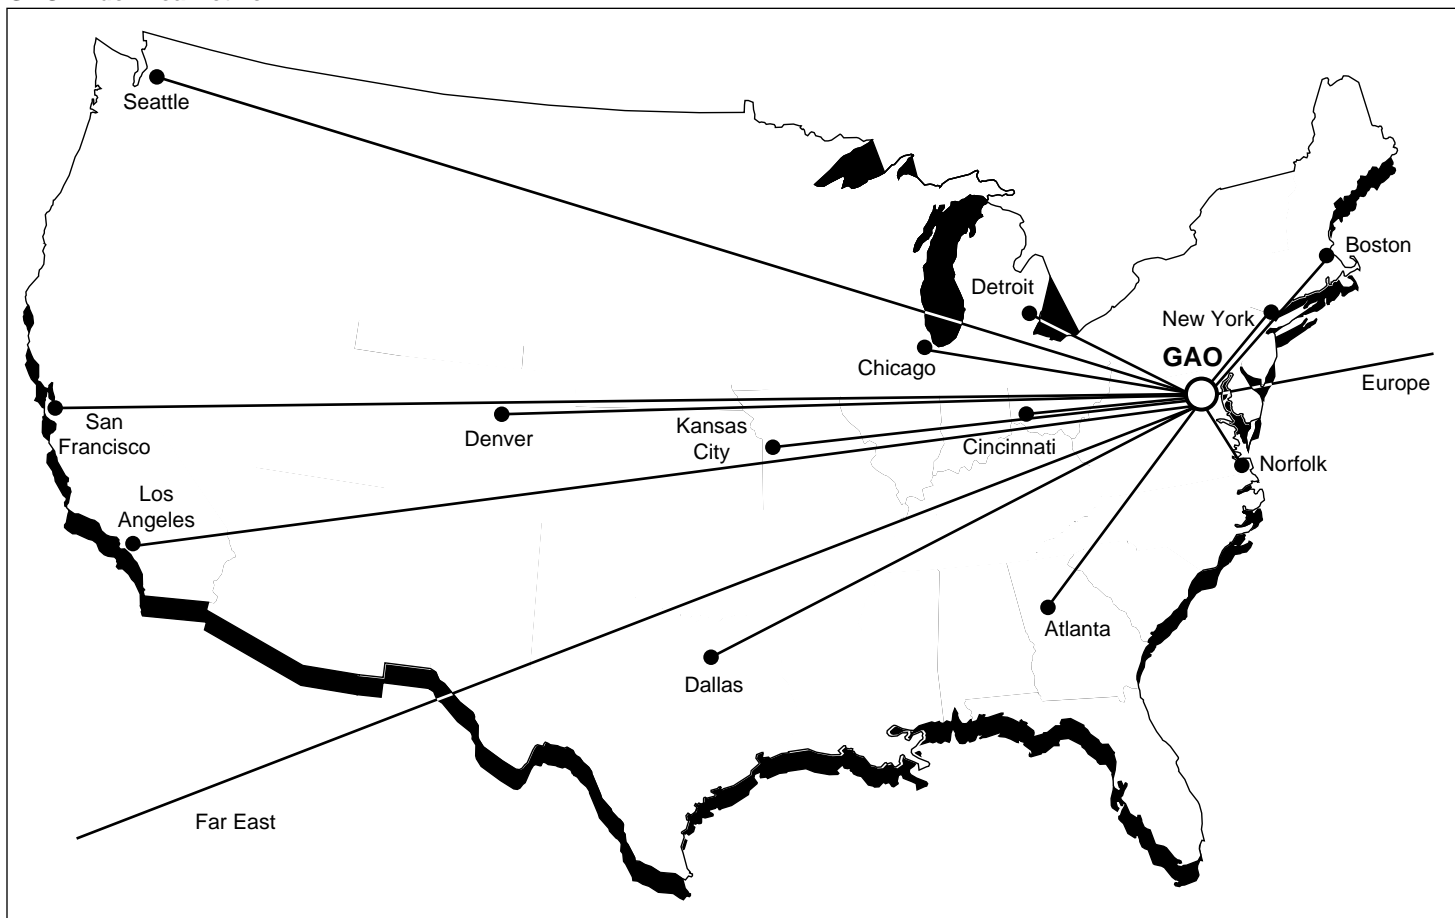 Seattle
Boston
Detroit
New York
GAO
Chicago
Europe
San
Francisco
Denver
Kansas
City
Cincinnati
Norfolk
Los
Angeles
Atlanta
Dallas
Far East